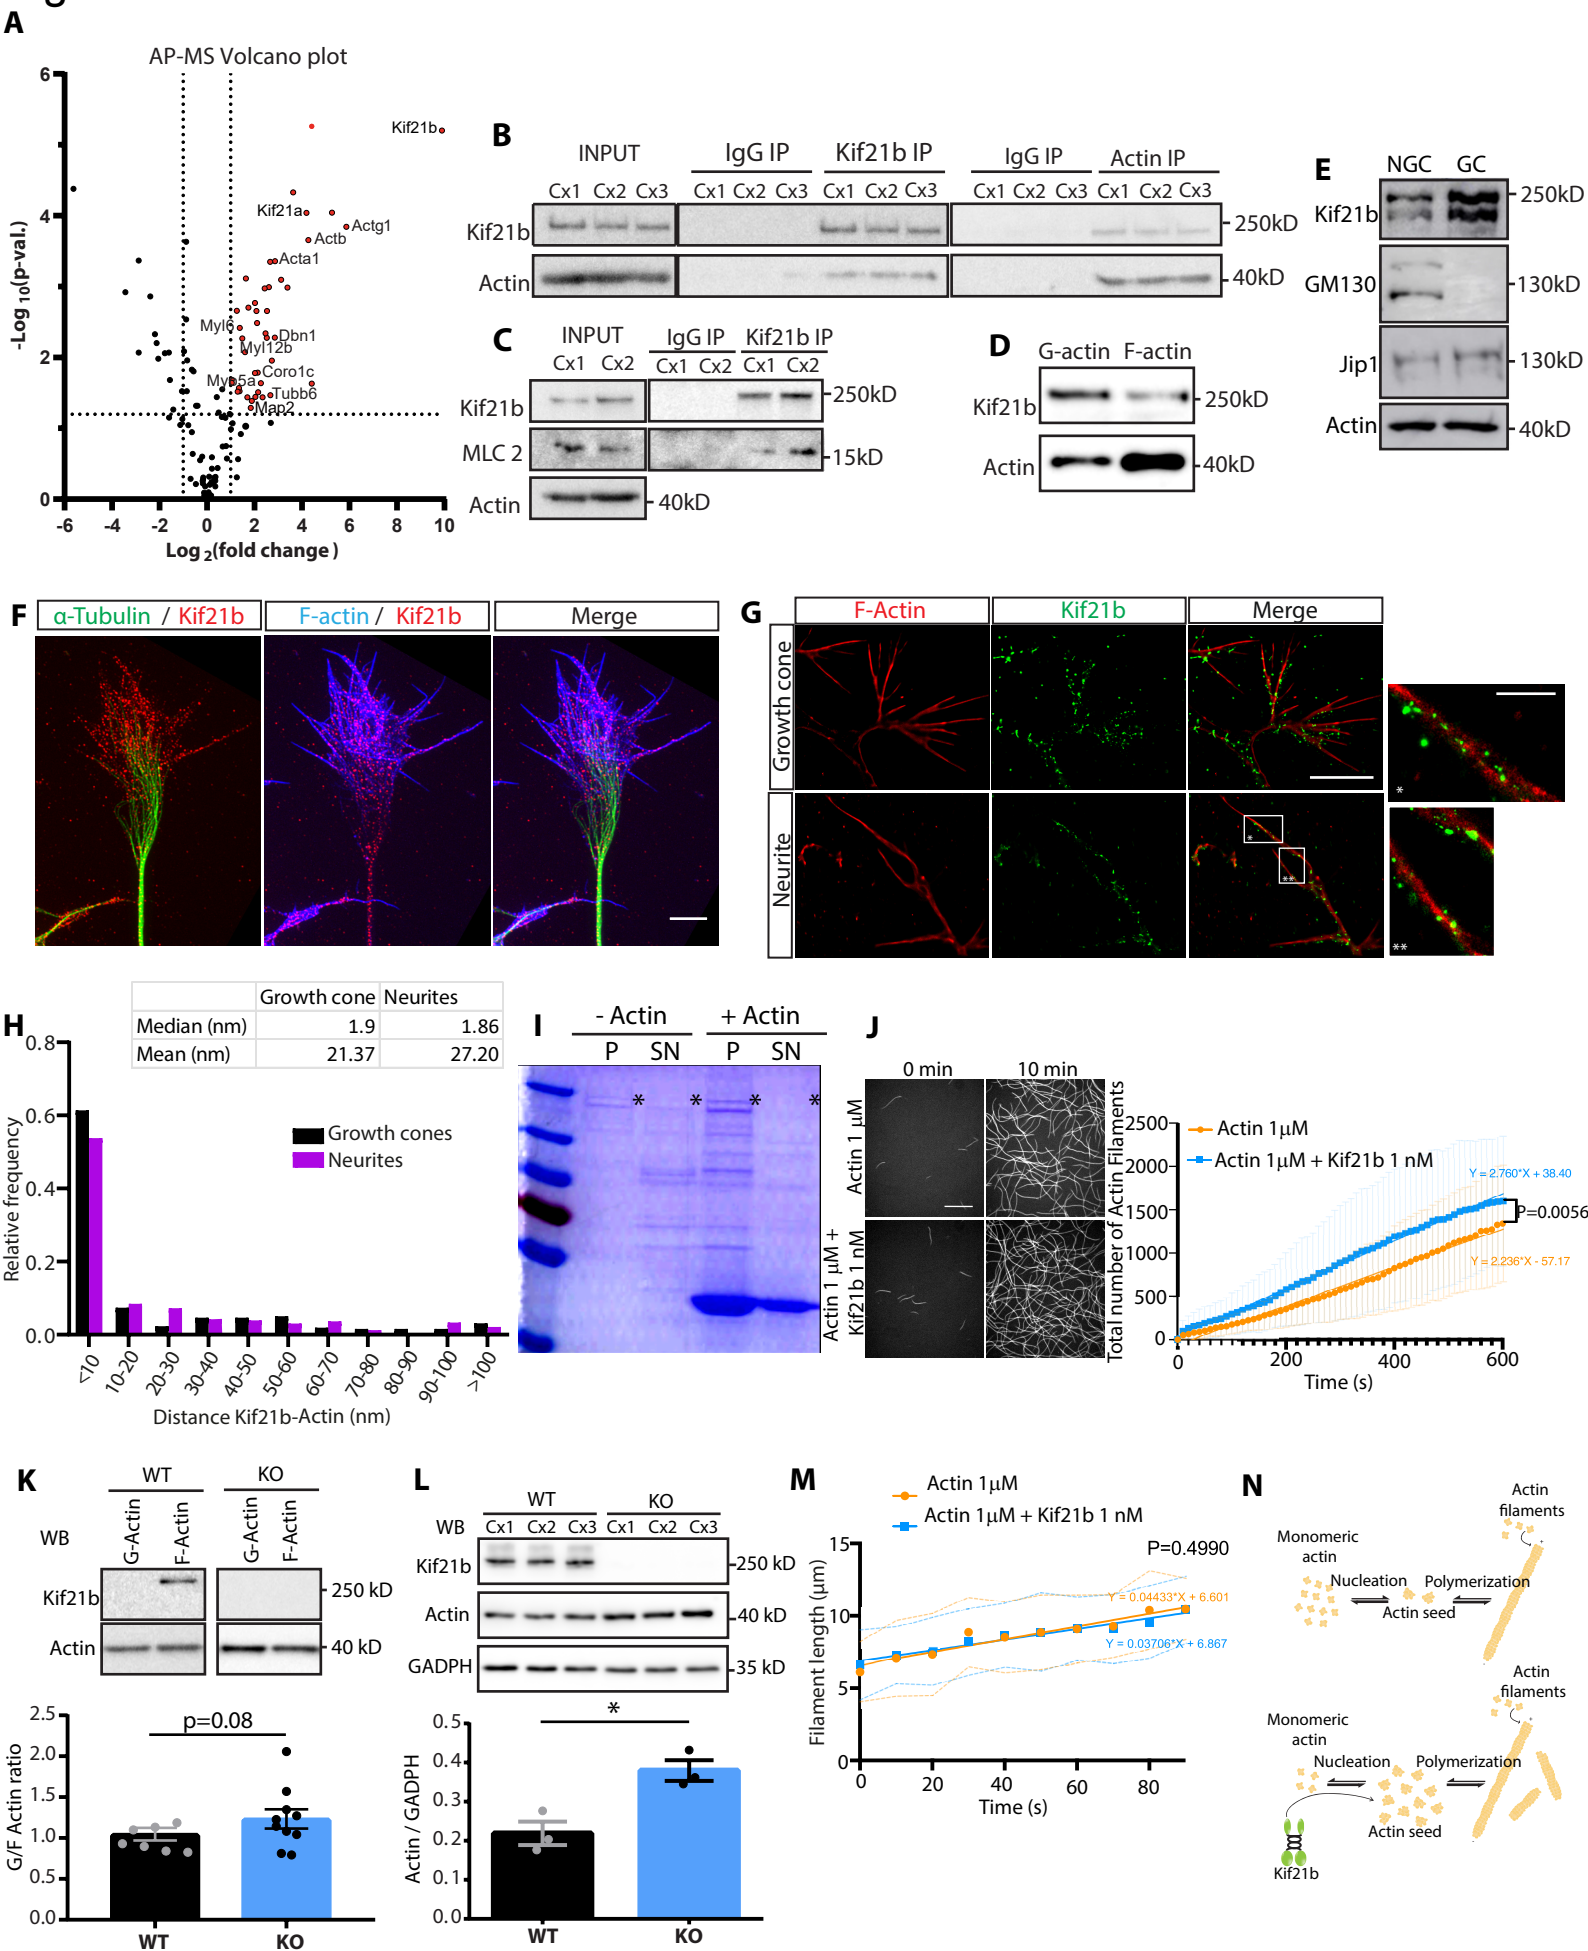 A
AP-MS Volcano plot
-Log 10(p-val.)
6
4
2
0
-6 -4 -2 0 2 4 6 8 10
Log 2(fold change )
Kif21b
Kif21a
Actg1
Actb
Acta1
Myl6
Dbn1
Myl12b
Coro1c
Myo5a
Tubb6
Map2
B
INPUT IgG IP Kif21b IP IgG IP Actin IP
Cx1 Cx2 Cx3 Cx1 Cx2 Cx3 Cx1 Cx2 Cx3 Cx1 Cx2 Cx3 Cx1 Cx2 Cx3
Kif21b 250kD
Actin 40kD
C
INPUT IgG IP Kif21b IP
Cx1 Cx2 Cx1 Cx2 Cx1 Cx2
Kif21b 250kD
MLC 2 15kD
Actin 40kD
D
G-actin F-actin
Kif21b 250kD
Actin 40kD
E
NGC GC
Kif21b 250kD
GM130 130kD
Jip1 130kD
Actin 40kD
F
α-Tubulin / Kif21b F-actin / Kif21b Merge
G
F-Actin Kif21b Merge
Growth cone
Neurite
*
**
*
**
H
Growth cone Neurites
Median (nm) 1.9 1.86
Mean (nm) 21.37 27.20
Relative frequency
0.8
0.6
0.4
0.2
0.0
Growth cones
Neurites
<10 10-20 20-30 30-40 40-50 50-60 60-70 70-80 80-90 90-100 >100
Distance Kif21b-Actin (nm)
I
- Actin + Actin
P SN P SN
* * * *
J
0 min 10 min
Actin 1 µM
Actin 1 µM +
Kif21b 1 nM
Total number of Actin Filaments
2500
2000
1500
1000
500
0
Actin 1µM
Actin 1µM + Kif21b 1 nM
Y = 2.760*X + 38.40
P=0.0056
Y = 2.236*X - 57.17
0 200 400 600
Time (s)
K
WT KO
WB
G-Actin F-Actin G-Actin F-Actin
Kif21b 250 kD
Actin 40 kD
G/F Actin ratio
2.5
2.0
1.5
1.0
0.5
0.0
p=0.08
WT KO
L
WT KO
WB Cx1 Cx2 Cx3 Cx1 Cx2 Cx3
Kif21b 250 kD
Actin 40 kD
GADPH 35 kD
Actin / GADPH
0.5
0.4
0.3
0.2
0.1
0.0
*
WT KO
M
Actin 1µM
Actin 1µM + Kif21b 1 nM
Filament length (µm)
15
10
5
0
P=0.4990
Y = 0.04433*X + 6.601
Y = 0.03706*X + 6.867
0 20 40 60 80
Time (s)
N
Actin
filaments
Monomeric
actin
Nucleation Polymerization
Actin seed
+
-
Actin
filaments
Monomeric
actin
Nucleation Polymerization
Actin seed
+
-
Kif21b